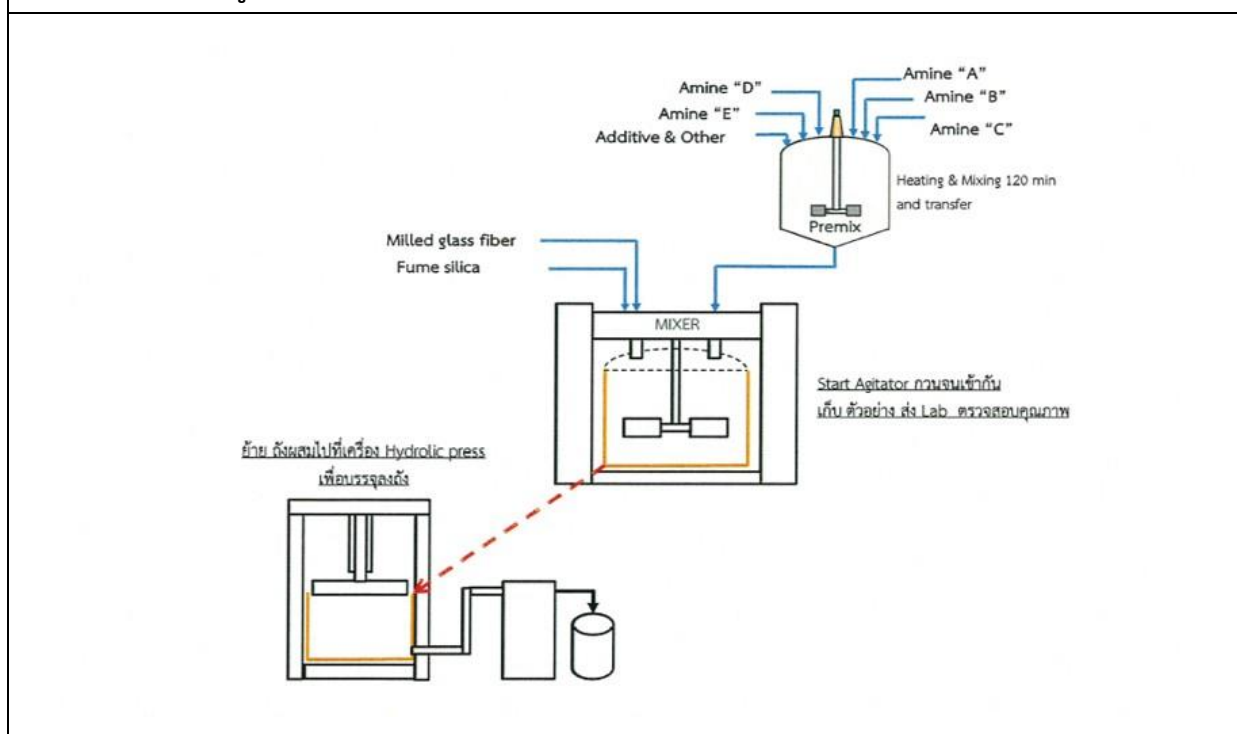 Amine “A”
Amine “D”
Amine “B”
Amine “E”
Amine “C”
Additive & Other
Heating & Mixing 120 min
and transfer
Premix
Milled glass fiber
Fume silica
MIXER
Start Agitator กวนจนเข้ากัน
เก็บ ตัวอย่าง ส่ง Lab ตรวจสอบคุณภาพ
ย้าย ถังผสมไปที่เครื่อง Hydrolic press
เพื่อบรรจุลงถัง